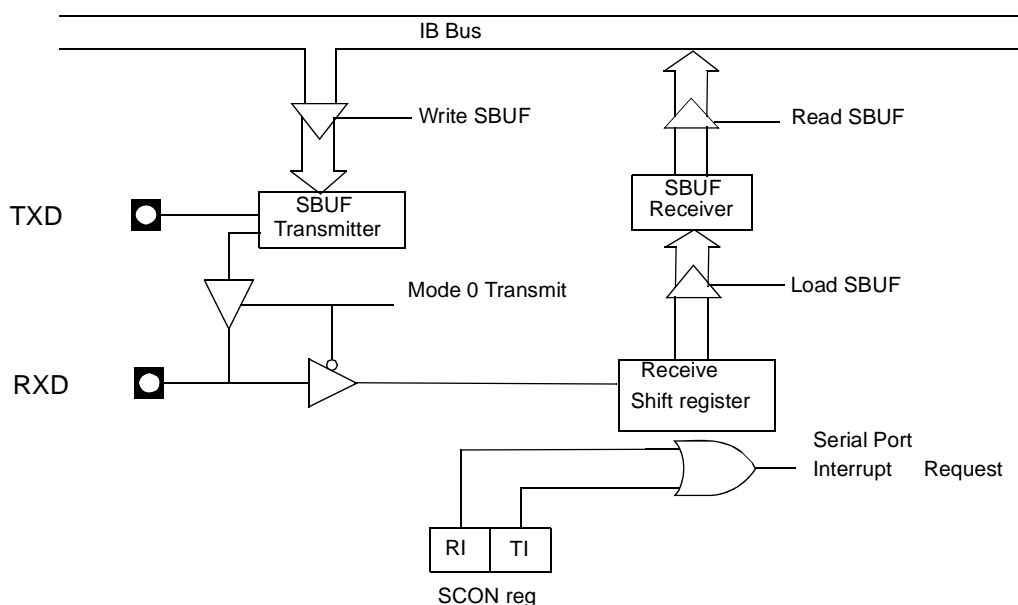 IB Bus
Write SBUF
Read SBUF
TXD
SBUF
Transmitter
SBUF
Receiver
Mode 0 Transmit
Load SBUF
RXD
Receive
Shift register
Serial Port
Interrupt Request
RI TI
SCON reg